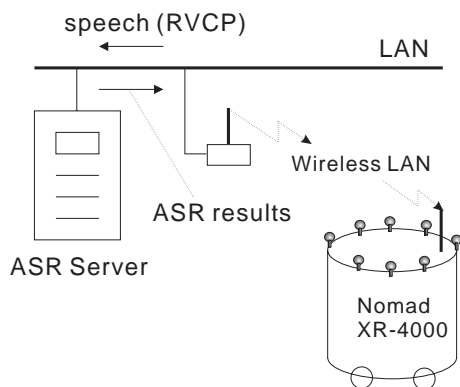 speech (RVCP)
LAN
Wireless LAN
ASR results
ASR Server
Nomad
XR-4000